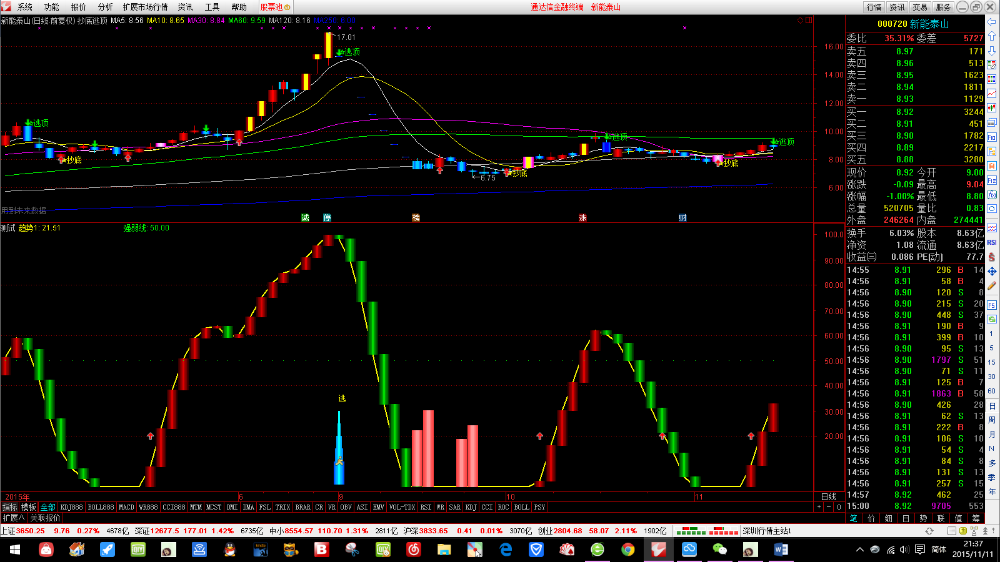 系统 功能 报价 分析 扩展市场行情 资讯 工具 帮助 股票池 通达信金融终端 新能泰山 行情 资讯 交易 服务
新能泰山(日线.前复权) 抄底逃顶 MA5: 8.56 MA10: 8.65 MA30: 8.84 MA60: 9.59 MA120: 8.16 MA250: 6.00
17.01
逃顶
逃顶
抄底
6.75
抄底
逃顶
抄底
逃顶
16.00
14.00
12.00
10.00
8.00
6.00
用到未来数据
减 停 榜 涨 财
测试 趋势1: 21.51 强弱线: 50.00
100.0
90.00
80.00
70.00
60.00
50.00
40.00
30.00
20.00
逃
2015年 6 9 10 11 日线
指标 模板 全部 KDJ888 BOLL888 MACD WR888 CCI888 MTM MCST DMI DMA FSL TRIX BRAR CR VR OBV ASI EMV VOL-TDX RSI WR SAR KDJ CCI ROC BOLL PSY + - 0
扩展∧ 关联报价
000720 新能泰山
委比 35.31% 委差 5727
卖五 8.97 171
卖四 8.96 513
卖三 8.95 1623
卖二 8.94 1811
卖一 8.93 1129
买一 8.92 3244
买二 8.91 451
买三 8.90 1782
买四 8.89 2217
买五 8.88 3280
现价 8.92 今开 9.00
涨跌 -0.09 最高 9.04
涨幅 -1.00% 最低 8.80
总量 520705 量比 0.83
外盘 246264 内盘 274441
换手 6.03% 股本 8.63亿
净资 1.08 流通 8.63亿
收益㈢ 0.086 PE[动] 77.7
14:55 8.91 296 B 14
14:56 8.91 58 B 4
14:56 8.90 120 S 8
14:56 8.90 215 S 20
14:56 8.90 448 S 37
14:56 8.91 190 B 9
14:56 8.91 399 B 10
14:56 8.90 95 S 13
14:56 8.90 1797 S 51
14:56 8.90 71 S 11
14:56 8.91 125 B 7
14:56 8.91 1863 B 58
14:56 8.90 426 28
14:56 8.91 62 S 13
14:56 8.91 222 B 8
14:56 8.91 106 S 10
14:56 8.91 54 S 4
14:56 8.91 84 S 8
14:56 8.91 131 S 13
14:56 8.91 257 S 15
14:57 8.92 462 25
15:00 8.92 9705 553
笔 价 细 日 势 联 值 筹
F10
自
F12
f(x)
RSI
F5
1
5
15
30
60
日
周
月
N
多
季
年
上证3650.25 9.76 0.27% 4678亿 深证12677.5 177.01 1.42% 6735亿 中小8554.57 110.70 1.31% 2811亿 沪深3833.65 0.41 0.01% 3070亿 创业2804.68 58.07 2.11% 1902亿 深圳行情主站1
简体
21:37
2015/11/11